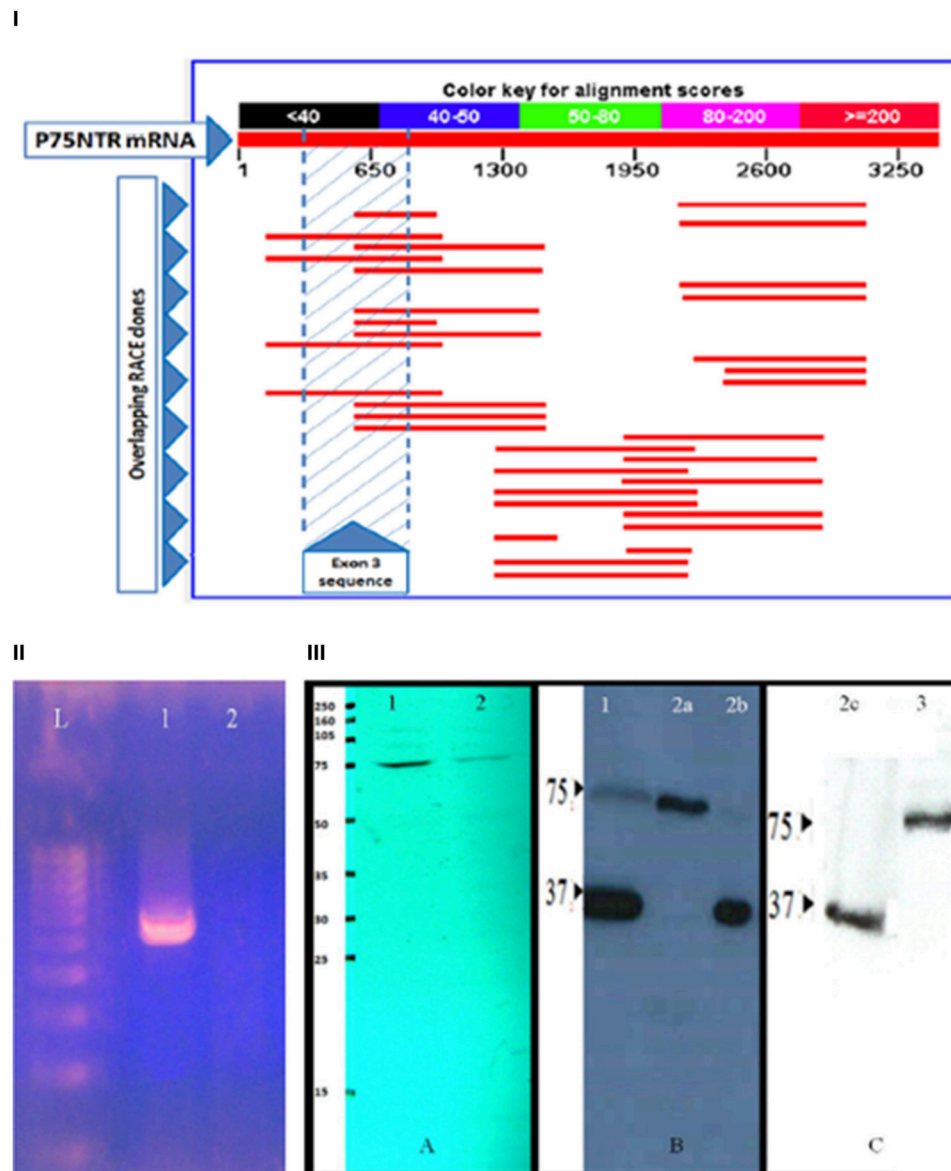 I
Color key for alignment scores
<40 40-50 50-80 80-200 >=200
P75NTR mRNA
1 650 1300 1950 2600 3250
Overlapping RACE dones
Exon 3
sequence
II
L 1 2
III
1 2
250
160
105
75
50
35
30
25
15
A
1 2a 2b
75
37
B
2c 3
75
37
C